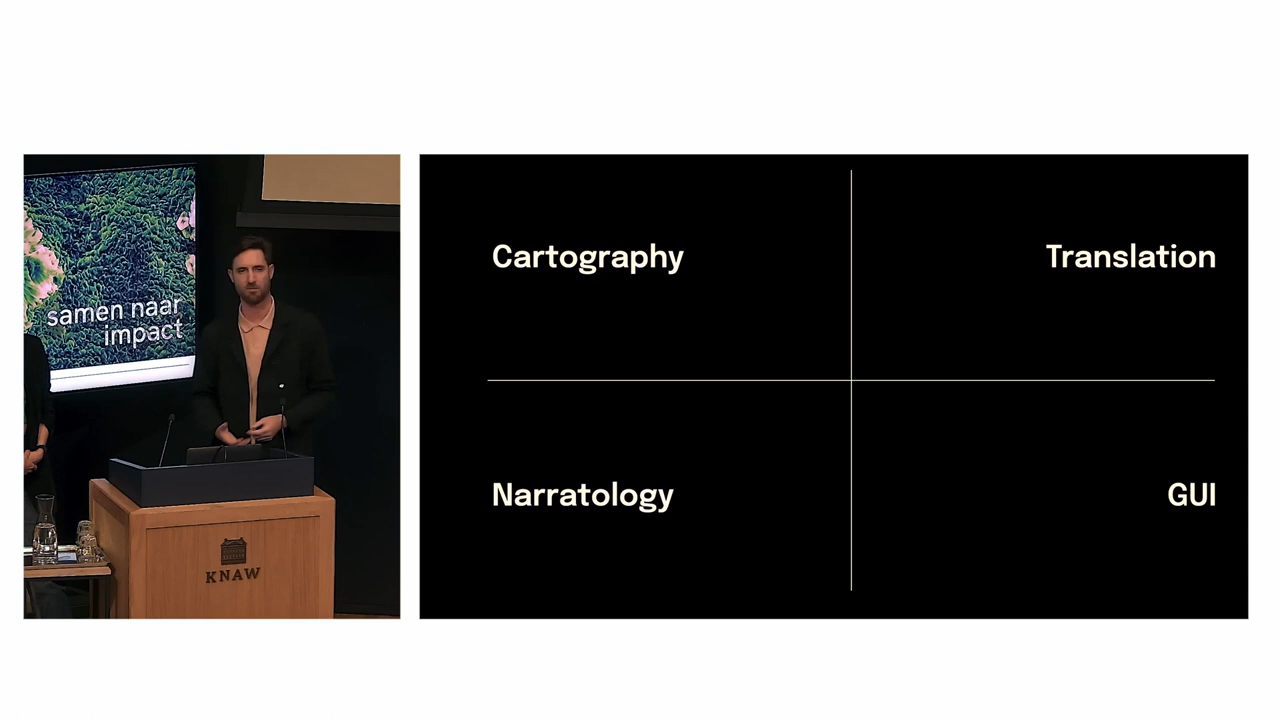 samen naar
impact
KNAW
Cartography
Translation
Narratology
GUI